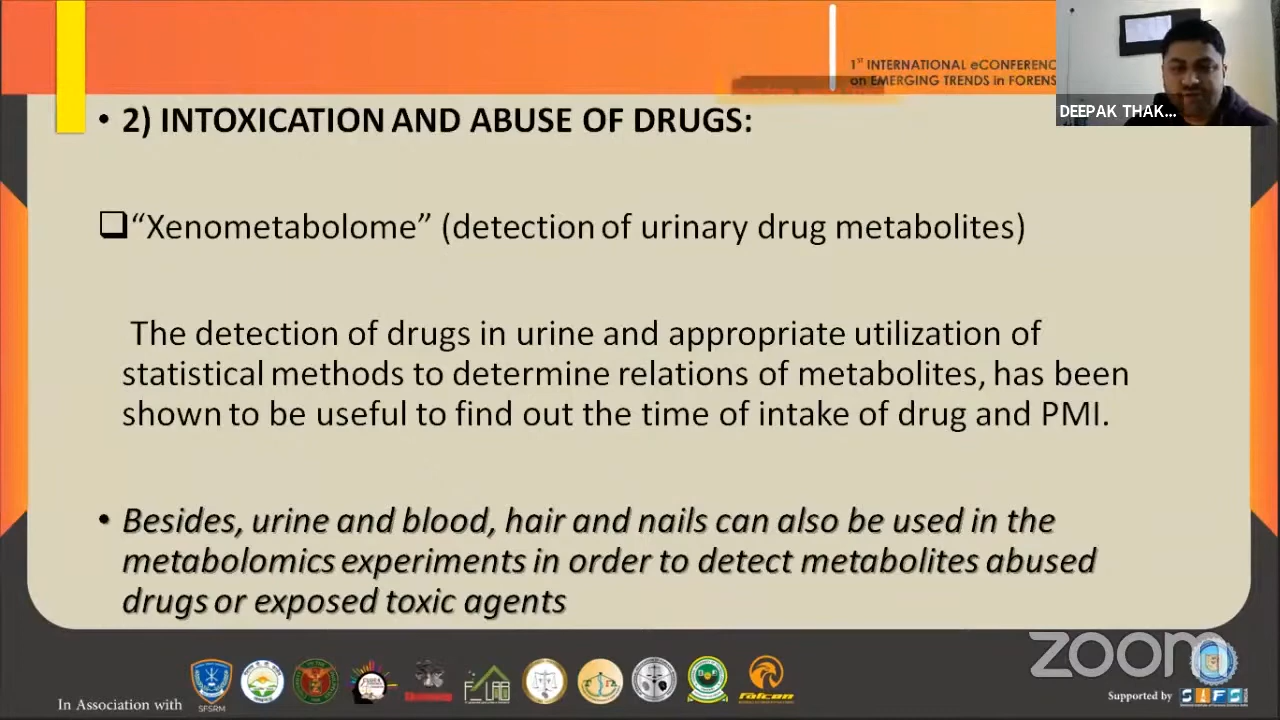 1st INTERNATIONAL eCONFERENC
on EMERGING TRENDS in FORENS
DEEPAK THAK...
• 2) INTOXICATION AND ABUSE OF DRUGS:
❑“Xenometabolome” (detection of urinary drug metabolites)
The detection of drugs in urine and appropriate utilization of
statistical methods to determine relations of metabolites, has been
shown to be useful to find out the time of intake of drug and PMI.
• Besides, urine and blood, hair and nails can also be used in the
metabolomics experiments in order to detect metabolites abused
drugs or exposed toxic agents
zoom
In Association with
SFSRM
falcon
Supported by
SIFS